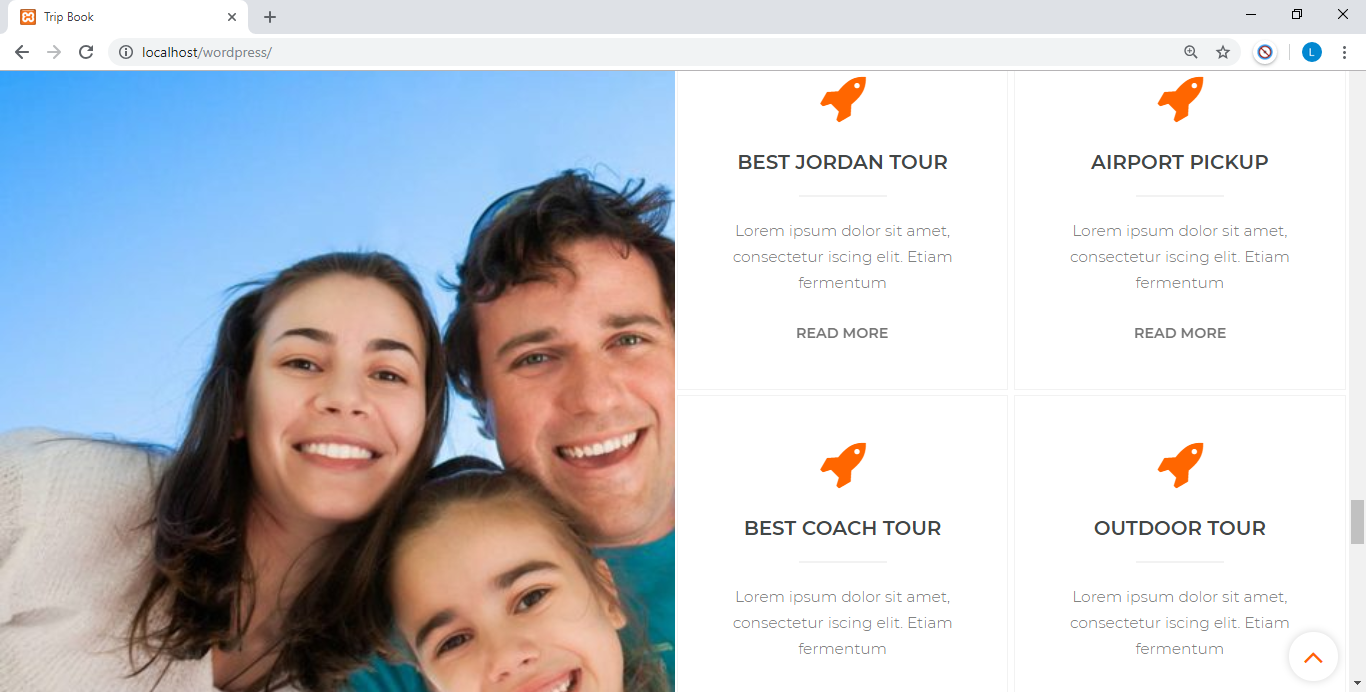 Trip Book
localhost/wordpress/
L
BEST JORDAN TOUR
Lorem ipsum dolor sit amet,
consectetur iscing elit. Etiam
fermentum
READ MORE
AIRPORT PICKUP
Lorem ipsum dolor sit amet,
consectetur iscing elit. Etiam
fermentum
READ MORE
BEST COACH TOUR
Lorem ipsum dolor sit amet,
consectetur iscing elit. Etiam
fermentum
OUTDOOR TOUR
Lorem ipsum dolor sit amet,
consectetur iscing elit. Etiam
fermentum